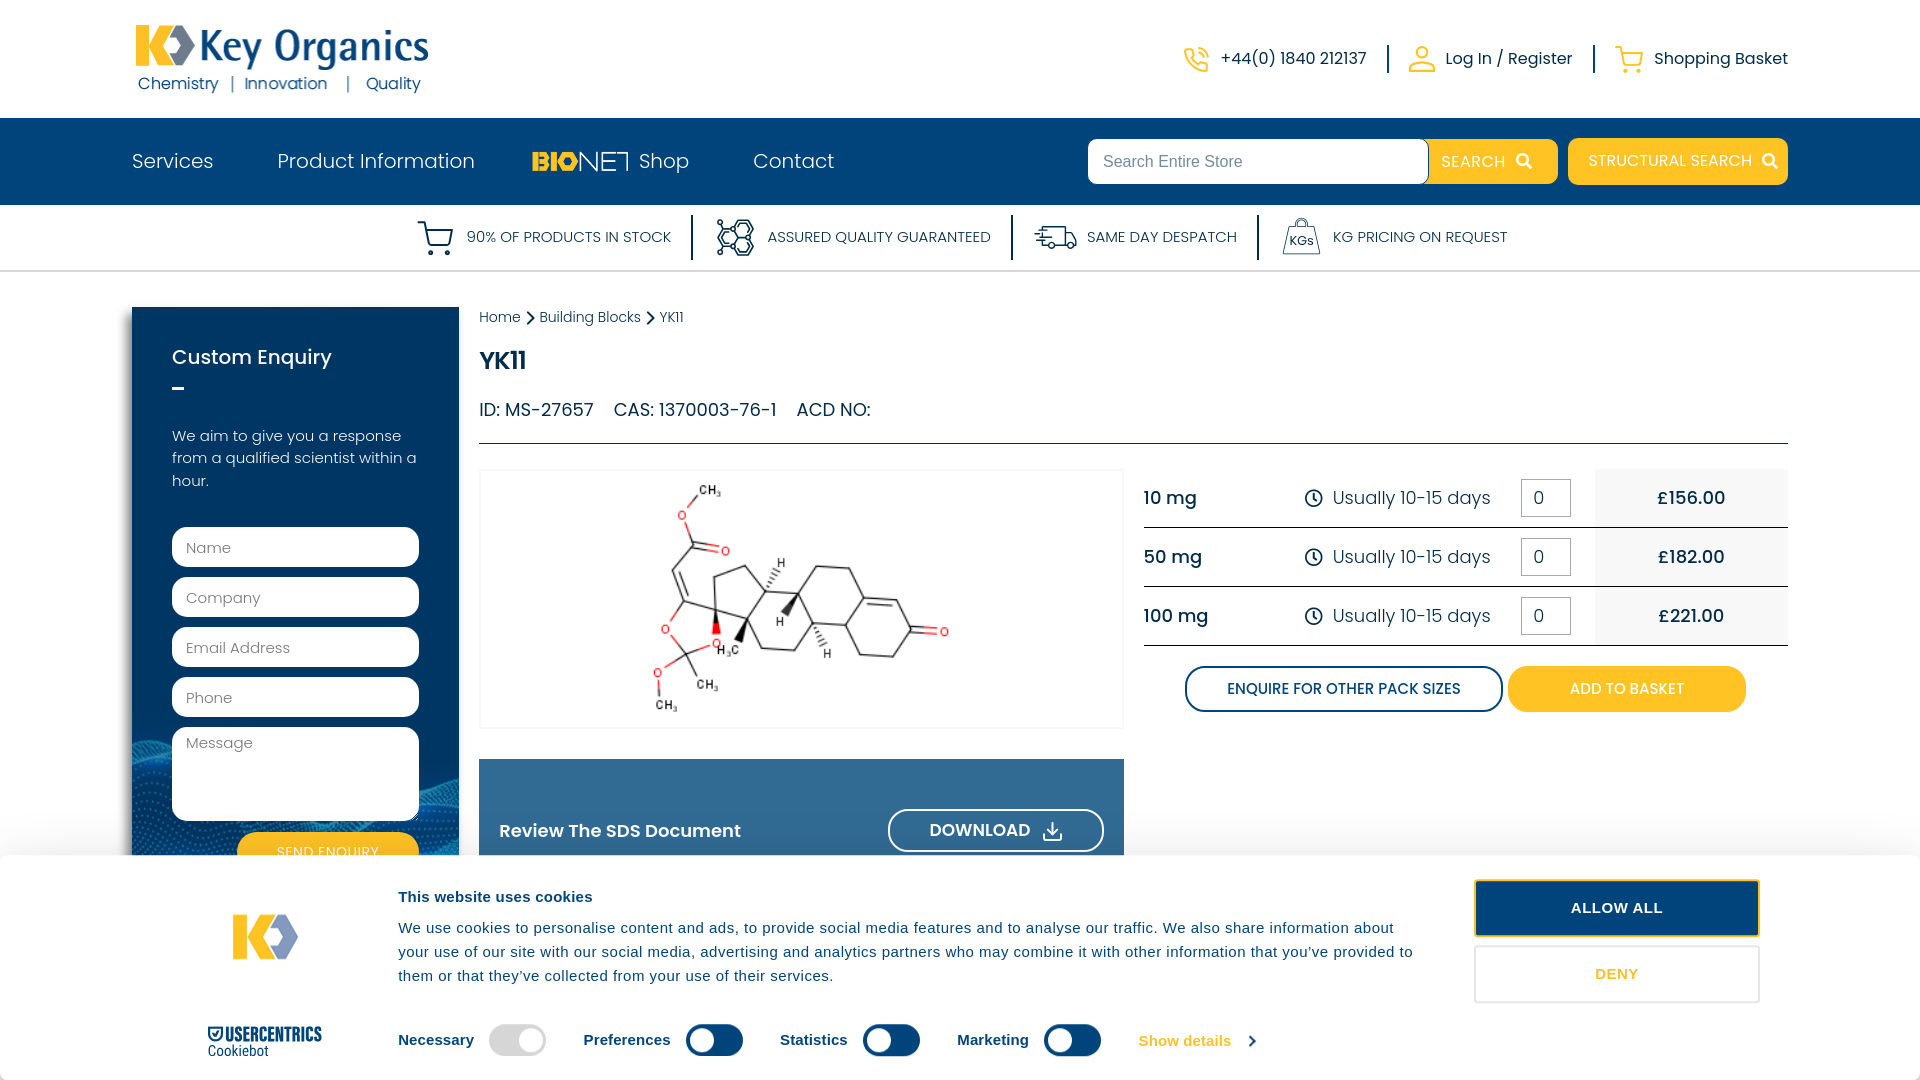 Key Organics
Chemistry | Innovation | Quality
+44(0) 1840 212137
Log In / Register
Shopping Basket
Services
Product Information
BIONET Shop
Contact
Search Entire Store
SEARCH
STRUCTURAL SEARCH
90% OF PRODUCTS IN STOCK
ASSURED QUALITY GUARANTEED
SAME DAY DESPATCH
KGs
KG PRICING ON REQUEST
Custom Enquiry
We aim to give you a response
from a qualified scientist within a
hour.
Name
Company
Email Address
Phone
Message
SEND ENQUIRY
Home
Building Blocks
YK11
YK11
ID: MS-27657 CAS: 1370003-76-1 ACD NO:
CH3
O
O
H
H
O
O
O
H3C
H
O
CH3
CH3
10 mg Usually 10-15 days 0 £156.00
50 mg Usually 10-15 days 0 £182.00
100 mg Usually 10-15 days 0 £221.00
ENQUIRE FOR OTHER PACK SIZES
ADD TO BASKET
Review The SDS Document
DOWNLOAD
USERCENTRICS
Cookiebot
This website uses cookies
We use cookies to personalise content and ads, to provide social media features and to analyse our traffic. We also share information about
your use of our site with our social media, advertising and analytics partners who may combine it with other information that you’ve provided to
them or that they’ve collected from your use of their services.
Necessary
Preferences
Statistics
Marketing
Show details
ALLOW ALL
DENY